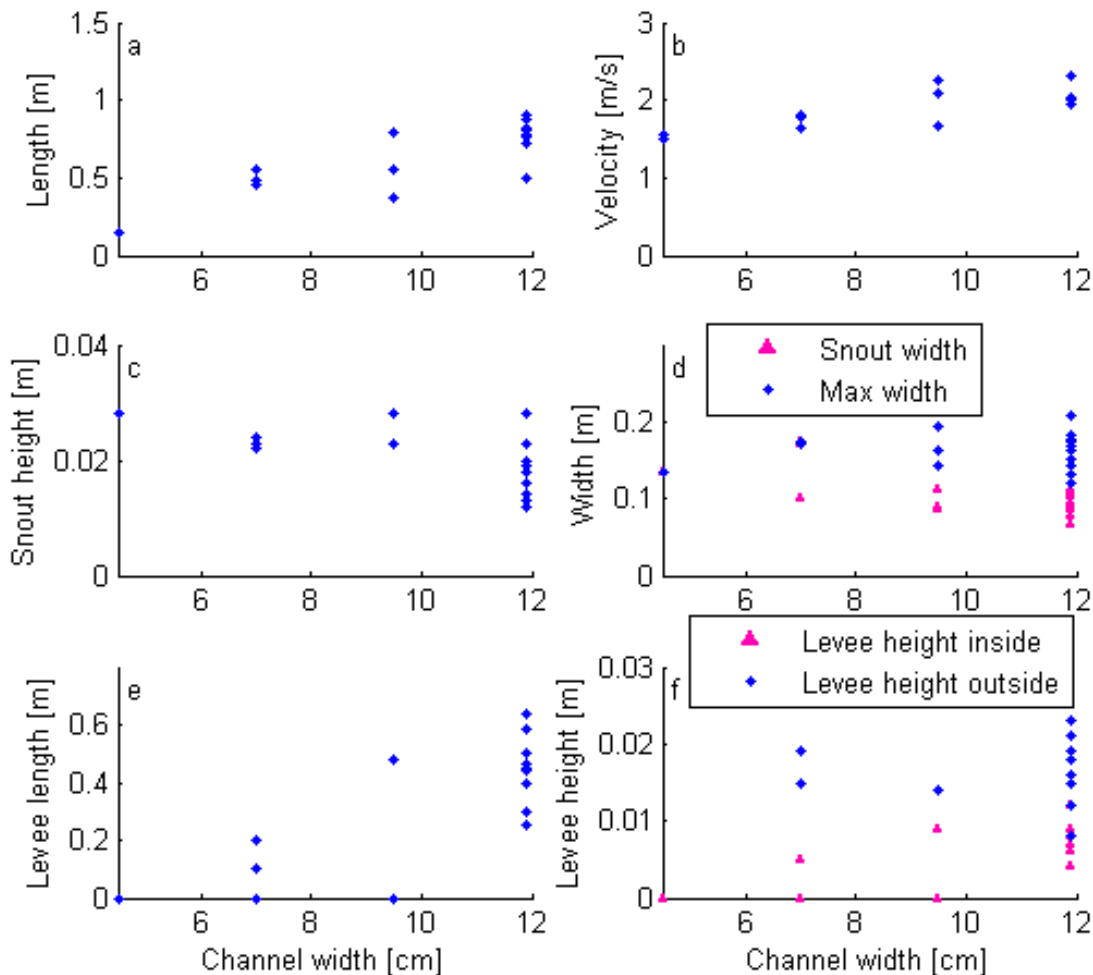 1.5
a
1
0.5
0
Length [m]
6
8
10
12
3
b
2
1
0
Velocity [m/s]
6
8
10
12
0.04
c
0.02
0
Snout height [m]
6
8
10
12
Snout width
Max width
d
0.2
0.1
0
Width [m]
6
8
10
12
e
0.6
0.4
0.2
0
Levee length [m]
6
8
10
12
Channel width [cm]
Levee height inside
Levee height outside
0.03
f
0.02
0.01
0
Levee height [m]
6
8
10
12
Channel width [cm]